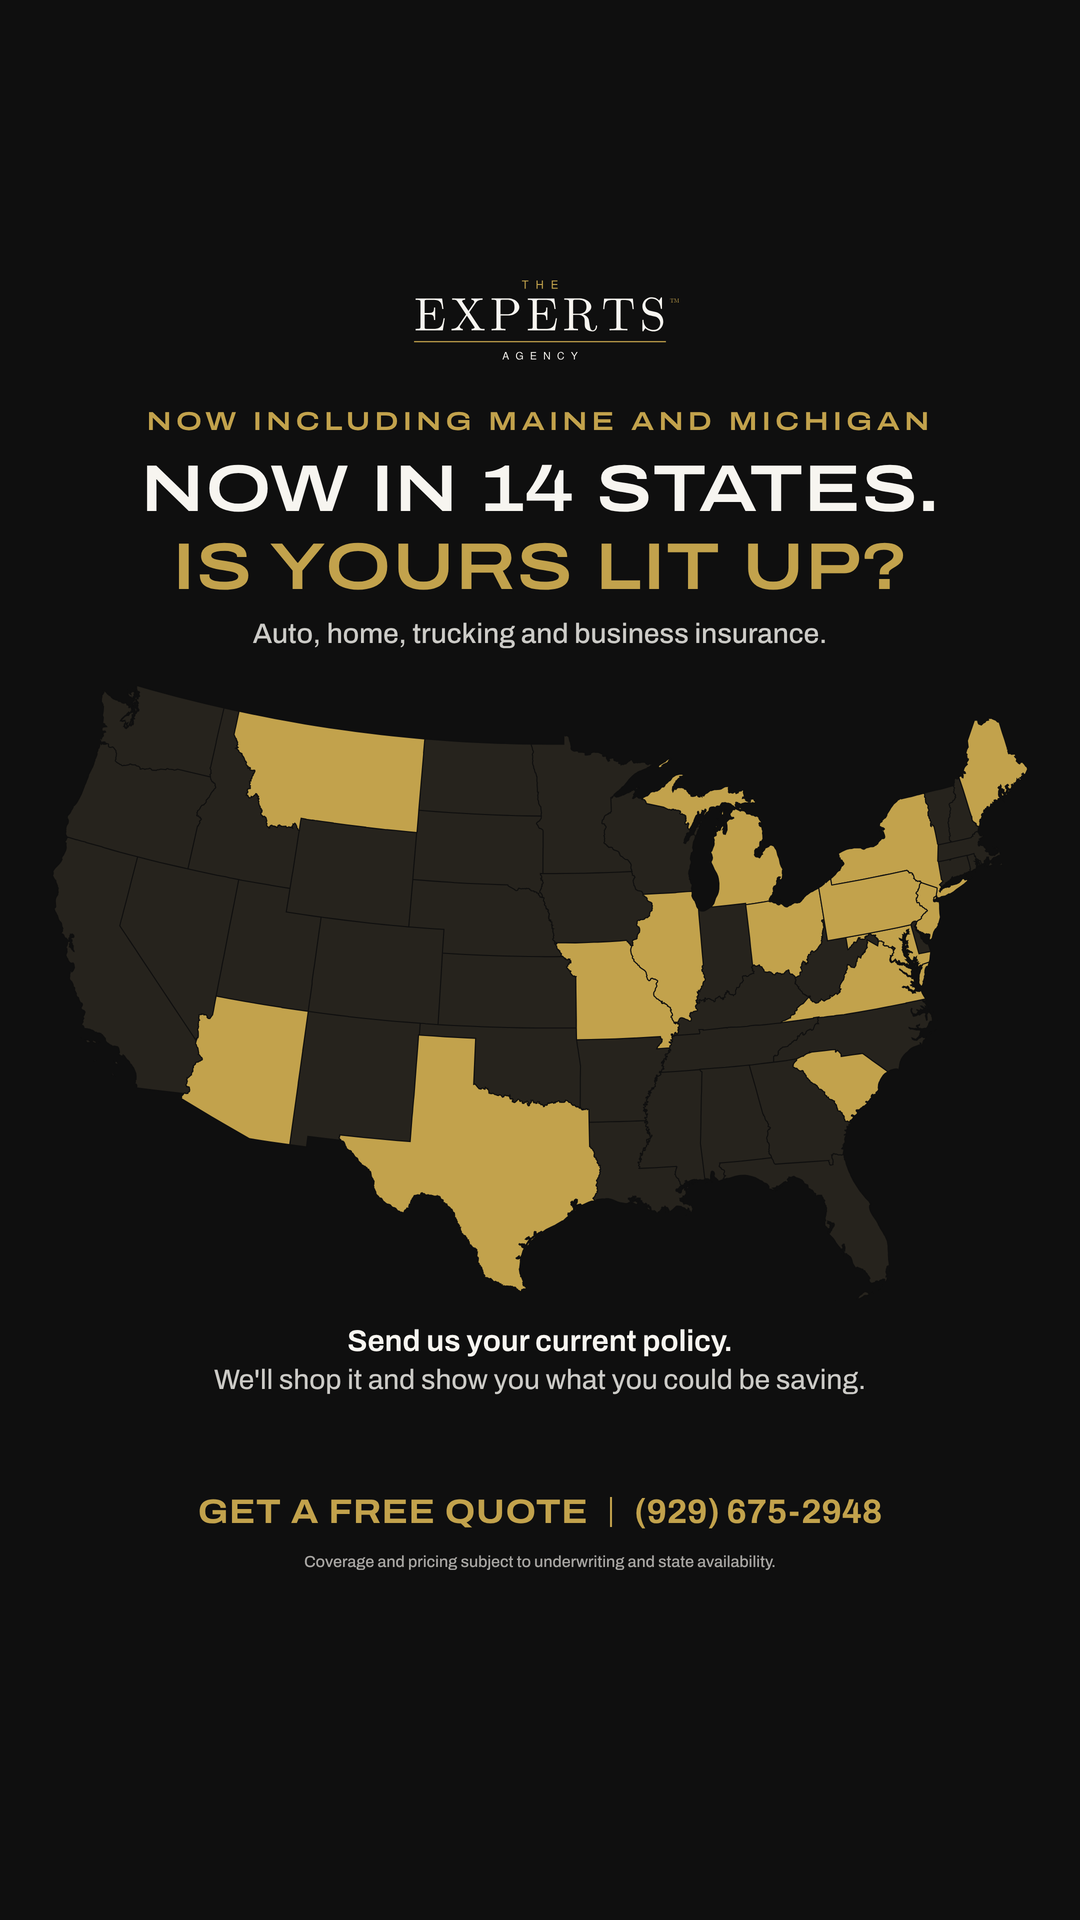 THE
EXPERTS™
AGENCY
NOW INCLUDING MAINE AND MICHIGAN
NOW IN 14 STATES.
IS YOURS LIT UP?
Auto, home, trucking and business insurance.
Send us your current policy.
We'll shop it and show you what you could be saving.
GET A FREE QUOTE | (929) 675-2948
Coverage and pricing subject to underwriting and state availability.